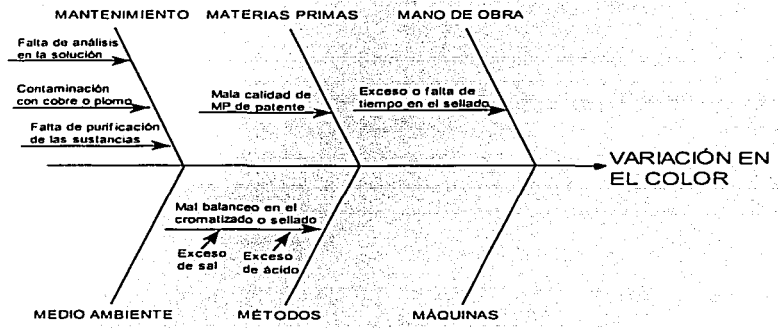 MANTENIMIENTO
MATERIAS PRIMAS
MANO DE OBRA
Falta de análisis
en la solución
Contaminación
con cobre o plomo
Falta de purificación
de las sustancias
Mala calidad de
MP de patente
Exceso o falta de
tiempo en el sellado
VARIACIÓN EN
EL COLOR
Mal balanceo en el
cromatizado o sellado
Exceso
de sal
Exceso
de ácido
MEDIO AMBIENTE
MÉTODOS
MÁQUINAS